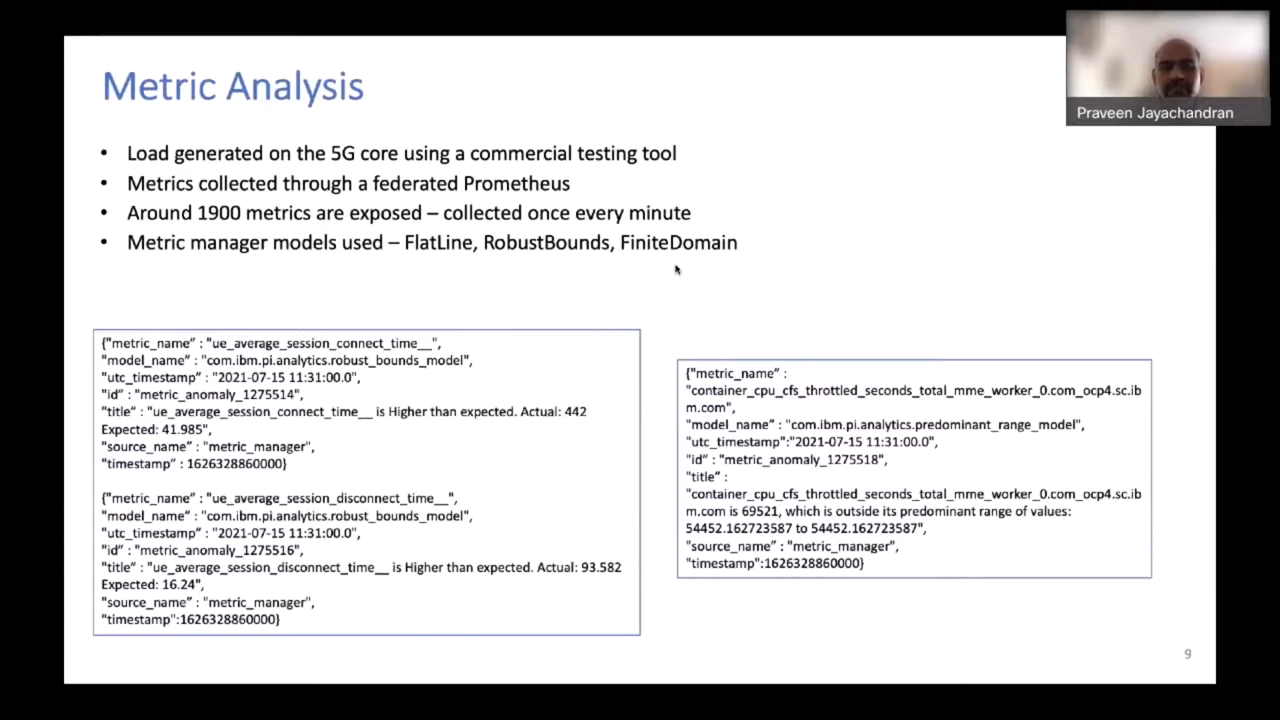 Metric Analysis
Praveen Jayachandran
• Load generated on the 5G core using a commercial testing tool
• Metrics collected through a federated Prometheus
• Around 1900 metrics are exposed – collected once every minute
• Metric manager models used – FlatLine, RobustBounds, FiniteDomain
{"metric_name" : "ue_average_session_connect_time__",
"model_name" : "com.ibm.pi.analytics.robust_bounds_model",
"utc_timestamp" : "2021-07-15 11:31:00.0",
"id" : "metric_anomaly_1275514",
"title" : "ue_average_session_connect_time__ is Higher than expected. Actual: 442
Expected: 41.985",
"source_name" : "metric_manager",
"timestamp" : 1626328860000}
{"metric_name" : "ue_average_session_disconnect_time__",
"model_name" : "com.ibm.pi.analytics.robust_bounds_model",
"utc_timestamp" : "2021-07-15 11:31:00.0",
"id" : "metric_anomaly_1275516",
"title" : "ue_average_session_disconnect_time__ is Higher than expected. Actual: 93.582
Expected: 16.24",
"source_name" : "metric_manager",
"timestamp":1626328860000}
{"metric_name" :
"container_cpu_cfs_throttled_seconds_total_mme_worker_0.com_ocp4.sc.ib
m.com",
"model_name" : "com.ibm.pi.analytics.predominant_range_model",
"utc_timestamp":"2021-07-15 11:31:00.0",
"id" : "metric_anomaly_1275518",
"title" :
"container_cpu_cfs_throttled_seconds_total_mme_worker_0.com_ocp4.sc.ib
m.com is 69521, which is outside its predominant range of values:
54452.162723587 to 54452.162723587",
"source_name" : "metric_manager",
"timestamp":1626328860000}
9